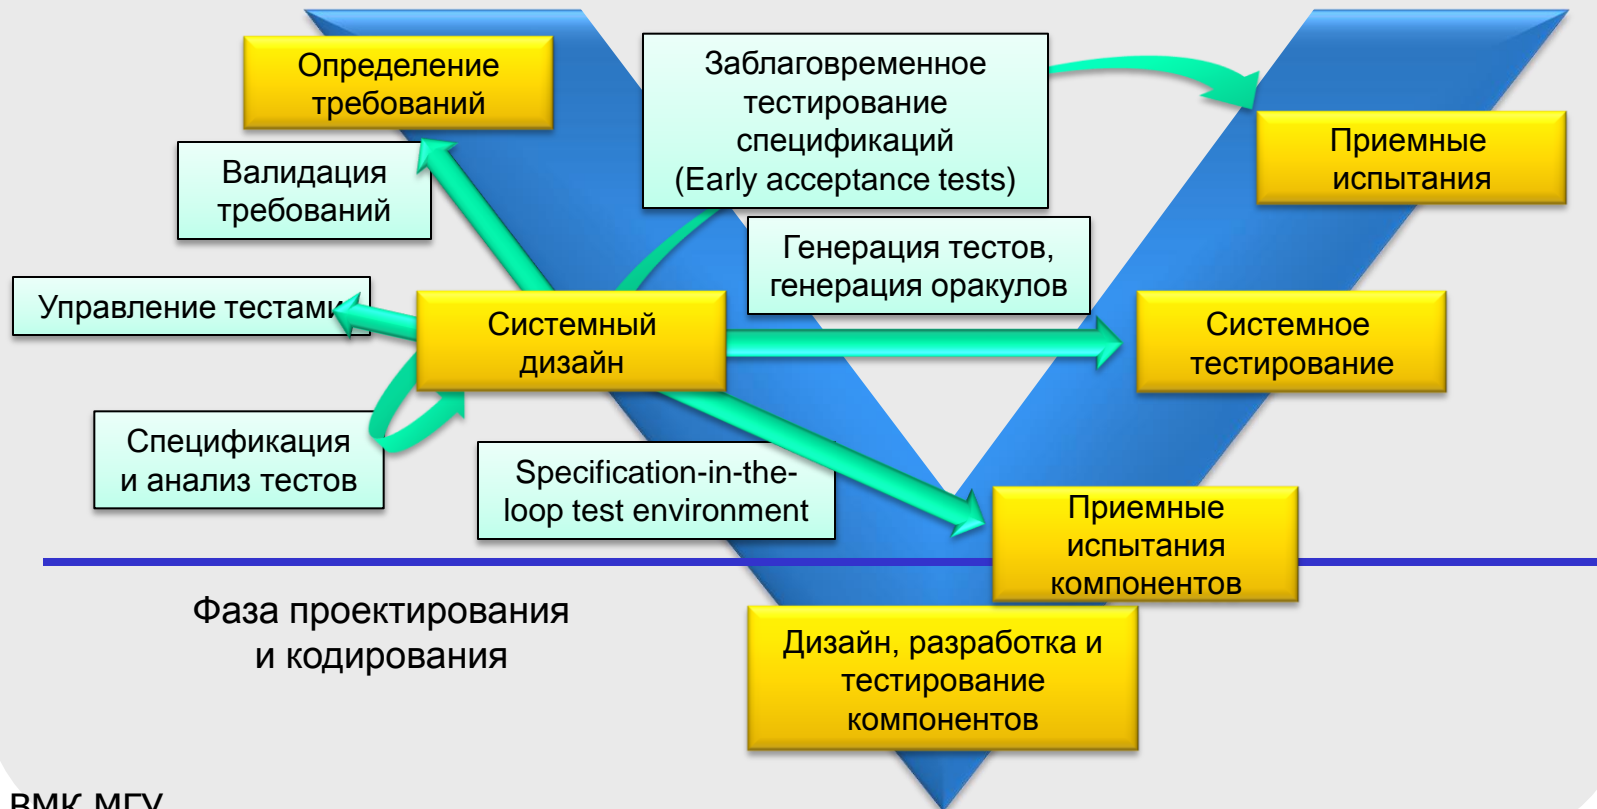 Определение
требований
Заблаговременное
тестирование
спецификаций
(Early acceptance tests)
Приемные
испытания
Валидация
требований
Генерация тестов,
генерация оракулов
Управление тестами
Системный
дизайн
Системное
тестирование
Спецификация
и анализ тестов
Specification-in-the-
loop test environment
Приемные
испытания
компонентов
Фаза проектирования
и кодирования
Дизайн, разработка и
тестирование
компонентов
ВМК МГУ